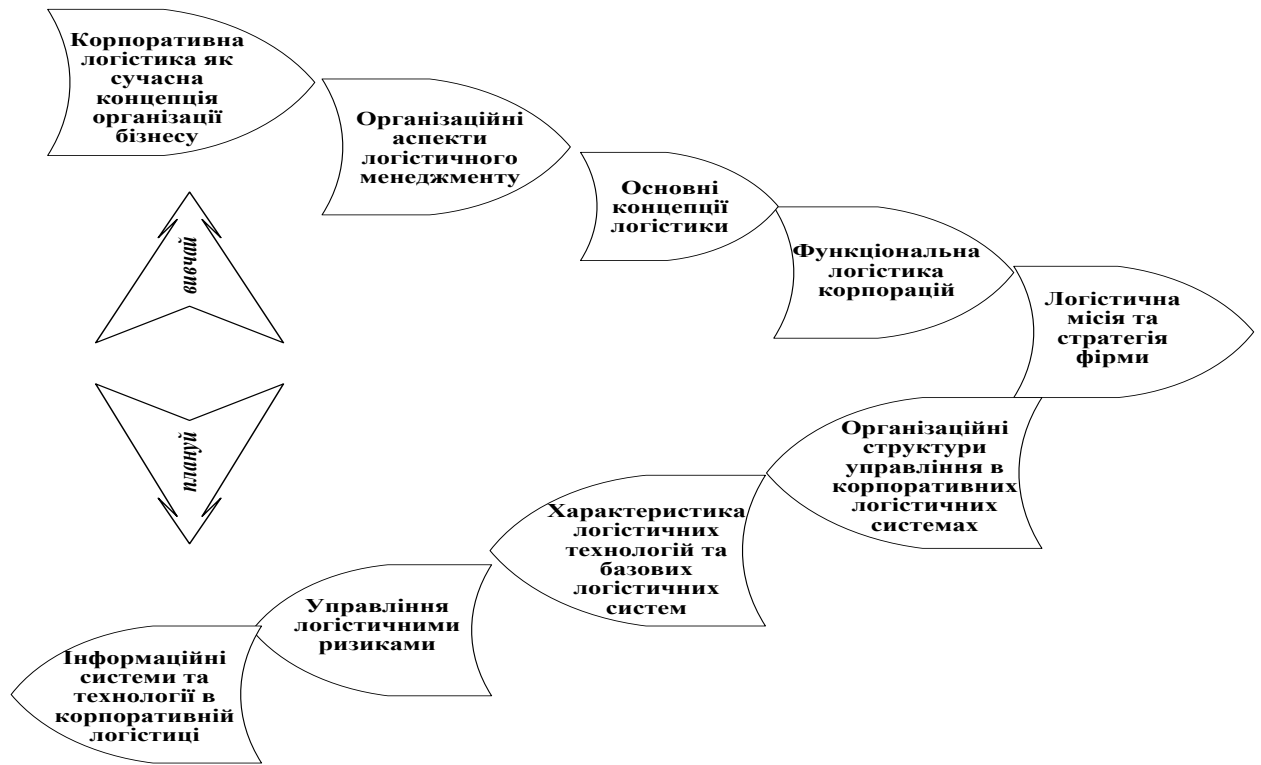 Корпоративна
логістика як
сучасна
концепція
організації
бізнесу
Організаційні
аспекти
логістичного
менеджменту
Основні
концепції
логістики
Функціональна
логістика
корпорацій
Логістична
місія та
стратегія
фірми
вивчай
плануй
Організаційні
структури
управління в
корпоративних
логістичних
системах
Характеристика
логістичних
технологій та
базових
логістичних
систем
Управління
логістичними
ризиками
Інформаційні
системи та
технології в
корпоративній
логістиці